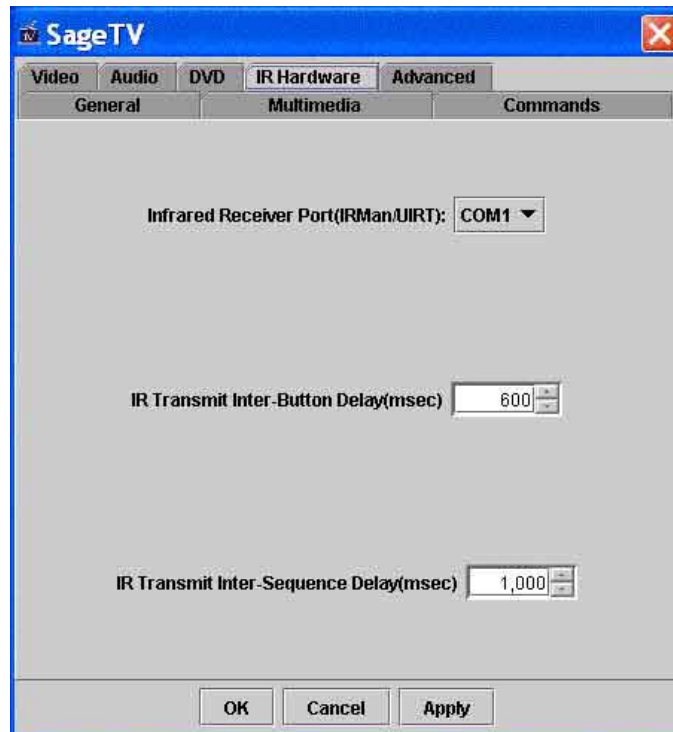 SageTV
Video Audio DVD IR Hardware Advanced
General Multimedia Commands
Infrared Receiver Port(IRMan/UIRT): COM1
IR Transmit Inter-Button Delay(msec) 600
IR Transmit Inter-Sequence Delay(msec) 1,000
OK Cancel Apply